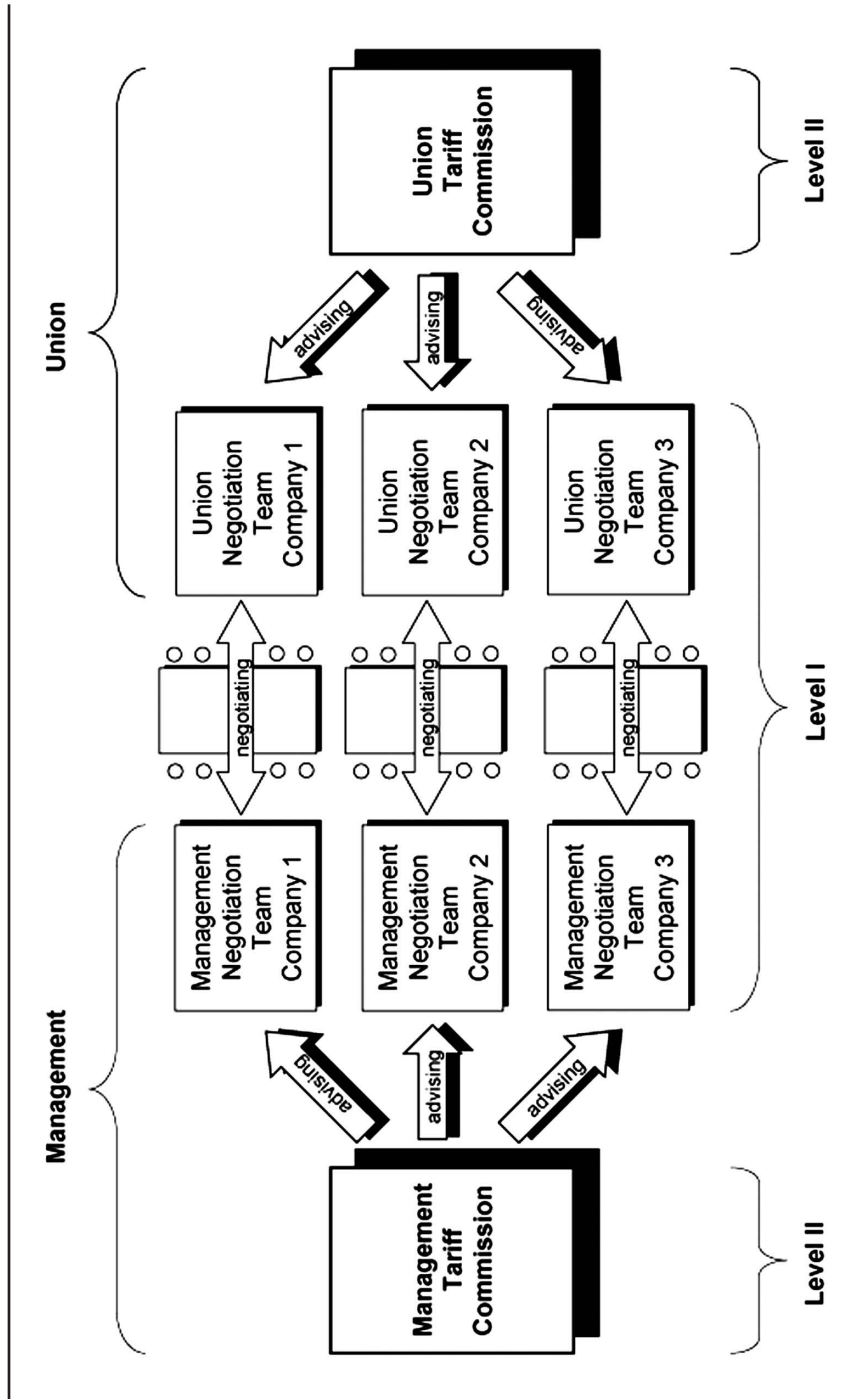 Management
Union
Management
Tariff
Commission
advising
advising
advising
Management
Negotiation
Team
Company 1
Management
Negotiation
Team
Company 2
Management
Negotiation
Team
Company 3
negotiating
negotiating
negotiating
Union
Negotiation
Team
Company 1
Union
Negotiation
Team
Company 2
Union
Negotiation
Team
Company 3
advising
advising
advising
Union
Tariff
Commission
Level II
Level I
Level II